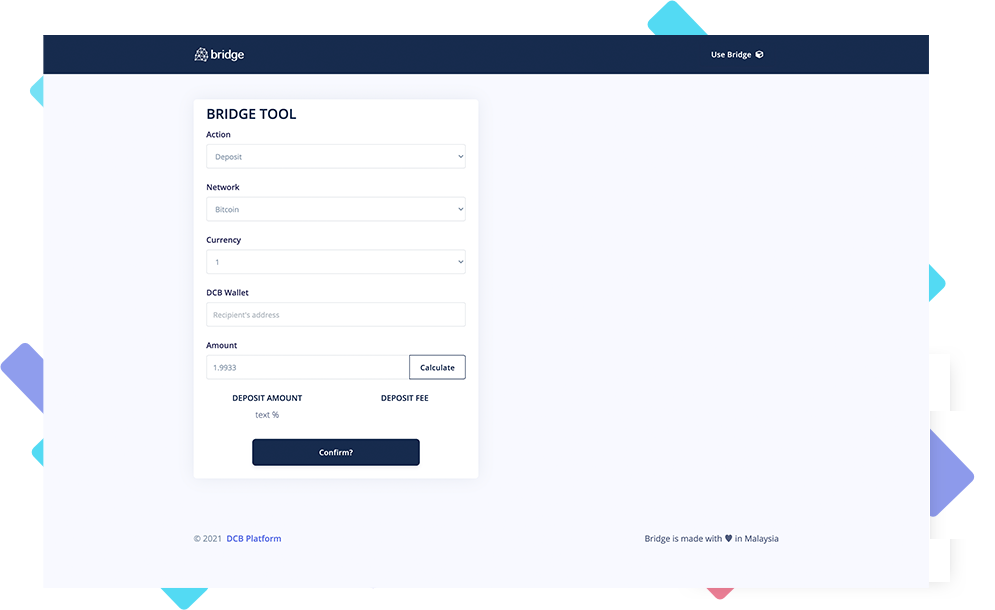 bridge
Use Bridge
BRIDGE TOOL
Action
Deposit
Network
Bitcoin
Currency
1
DCB Wallet
Recipient's address
Amount
1.9933
Calculate
DEPOSIT AMOUNT
DEPOSIT FEE
text %
Confirm?
© 2021 DCB Platform
Bridge is made with ♥ in Malaysia